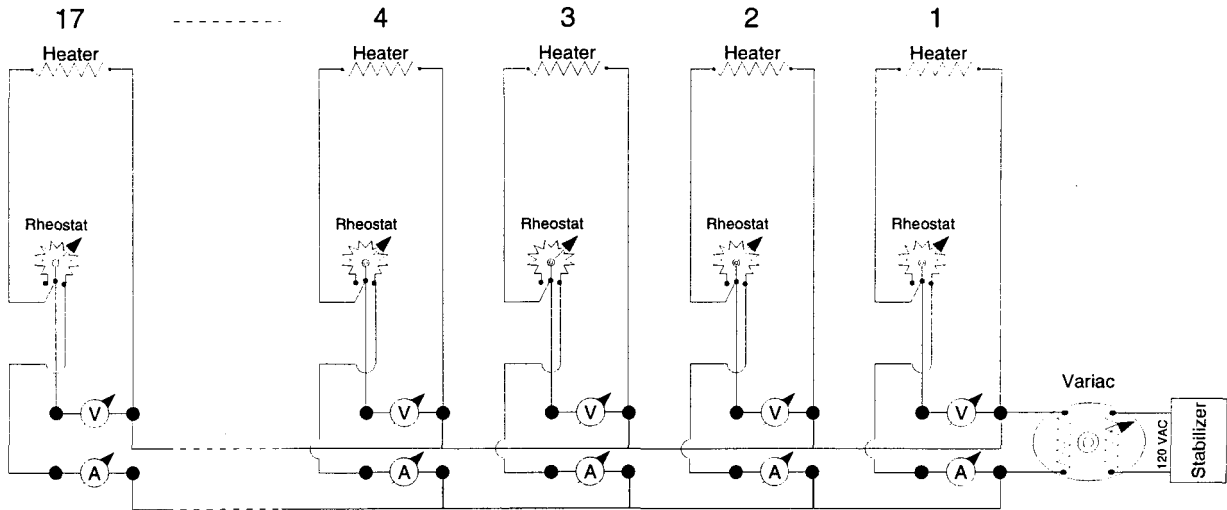 17 4 3 2 1
Heater Heater Heater Heater Heater
Rheostat Rheostat Rheostat Rheostat Rheostat
Variac
V V V V V
120 VAC
Stabilizer
A A A A A